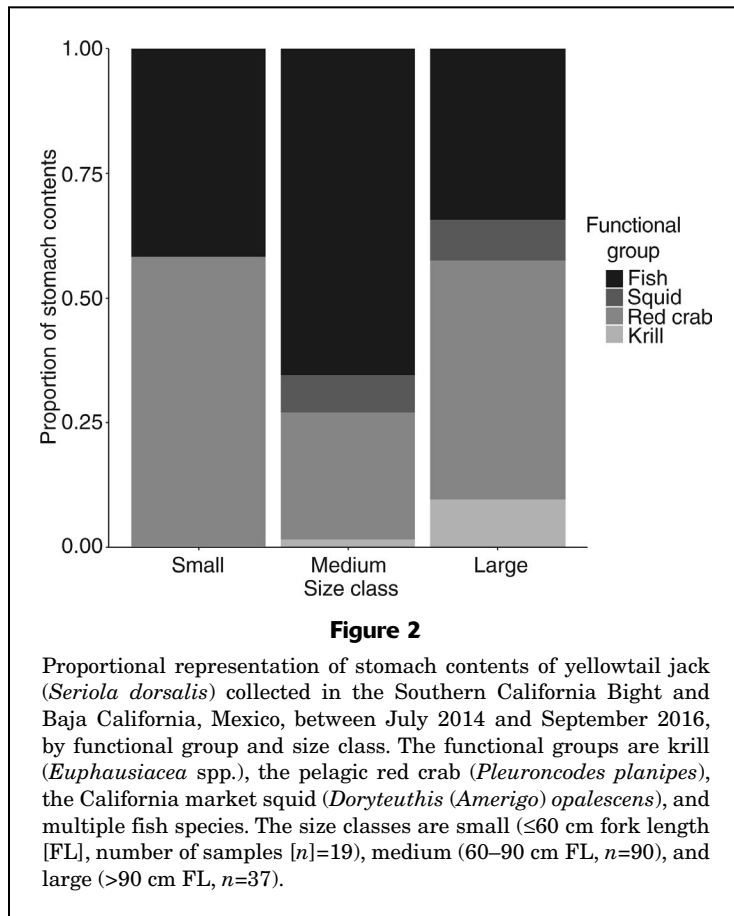 1.00
0.75
0.50
0.25
0.00
Proportion of stomach contents
Small
Medium
Large
Size class
Functional
group
Fish
Squid
Red crab
Krill
Figure 2
Proportional representation of stomach contents of yellowtail jack
(Seriola dorsalis) collected in the Southern California Bight and
Baja California, Mexico, between July 2014 and September 2016,
by functional group and size class. The functional groups are krill
(Euphausiacea spp.), the pelagic red crab (Pleuroncodes planipes),
the California market squid (Doryteuthis (Amerigo) opalescens), and
multiple fish species. The size classes are small (≤60 cm fork length
[FL], number of samples [n]=19), medium (60–90 cm FL, n=90), and
large (>90 cm FL, n=37).